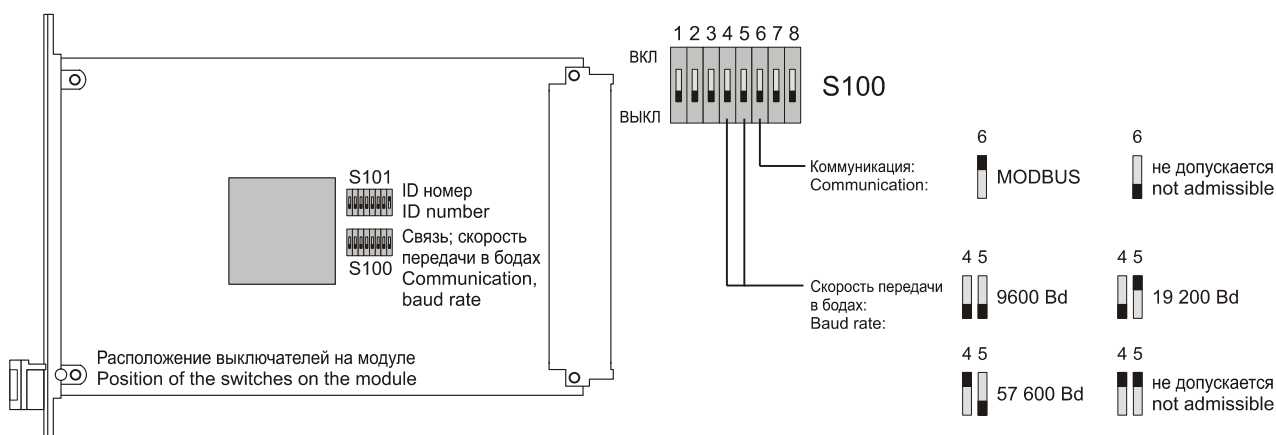 S101
ID номер
ID number
Связь; скорость
передачи в бодах
S100
Communication,
baud rate
Расположение выключателей на модуле
Position of the switches on the module
1 2 3 4 5 6 7 8
ВКЛ
S100
ВЫКЛ
Коммуникация:
Communication:
6
MODBUS
6
не допускается
not admissible
Скорость передачи
в бодах:
Baud rate:
4 5
9600 Bd
4 5
19 200 Bd
4 5
57 600 Bd
4 5
не допускается
not admissible